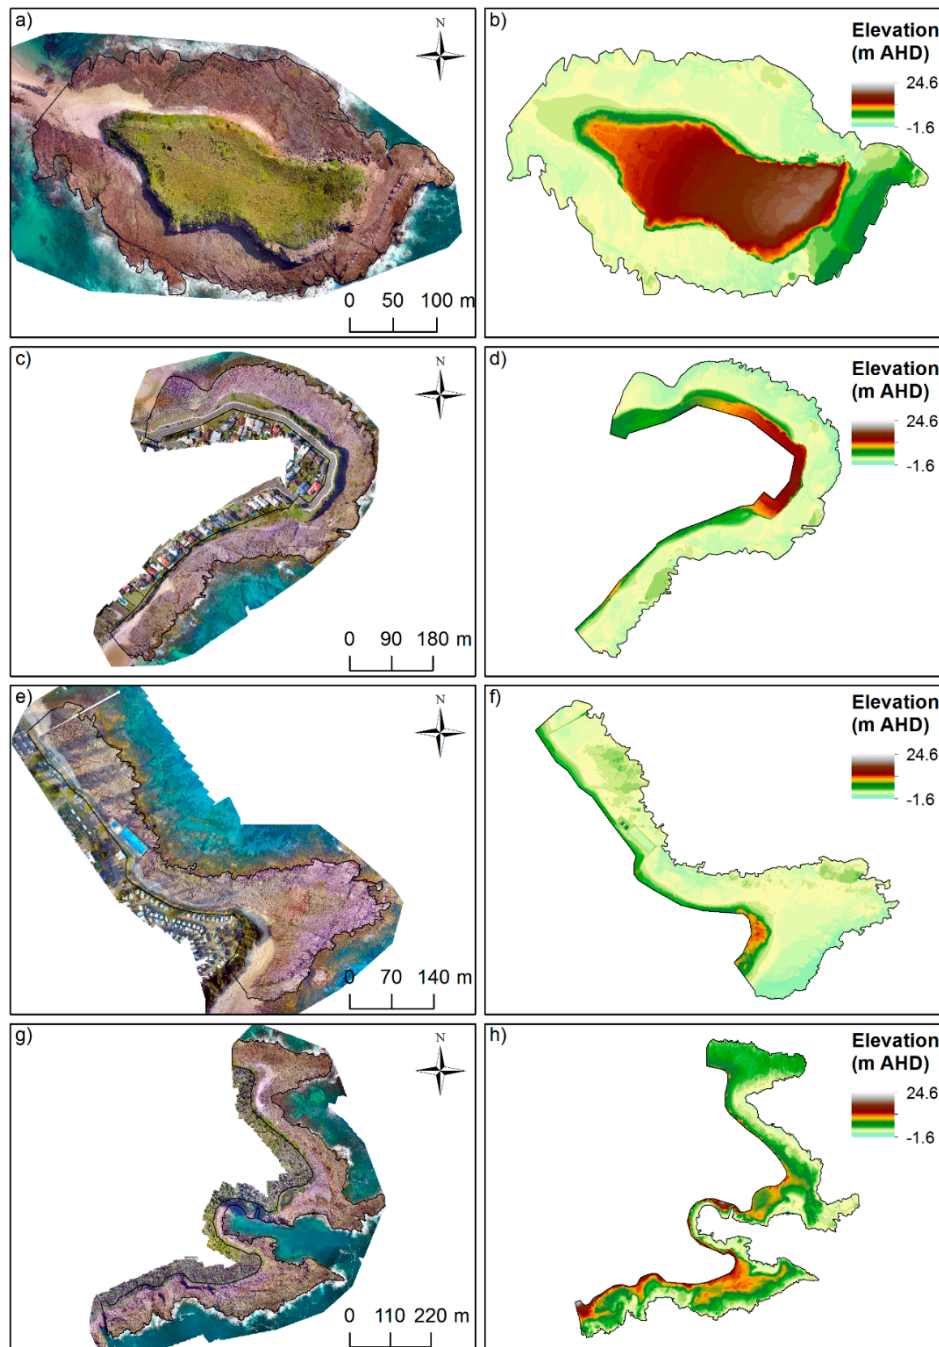 a)
N
0 50 100 m
b)
Elevation
(m AHD)
24.6
-1.6
c)
N
0 90 180 m
d)
Elevation
(m AHD)
24.6
-1.6
e)
N
0 70 140 m
f)
Elevation
(m AHD)
24.6
-1.6
g)
N
0 110 220 m
h)
Elevation
(m AHD)
24.6
-1.6